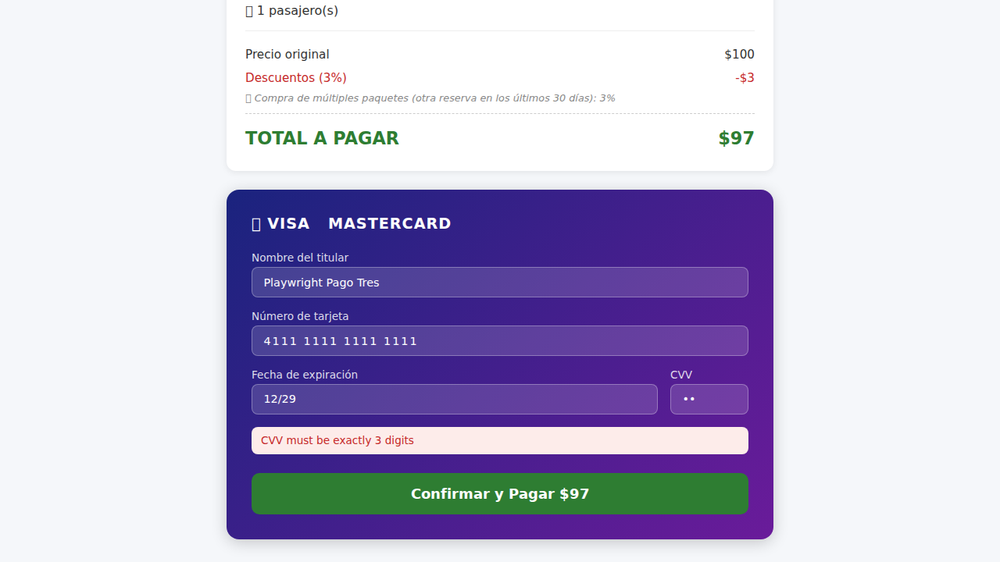 1 pasajero(s)
Precio original $100
Descuentos (3%) -$3
Compra de múltiples paquetes (otra reserva en los últimos 30 días): 3%
TOTAL A PAGAR $97
VISA MASTERCARD
Nombre del titular
Playwright Pago Tres
Número de tarjeta
4111 1111 1111 1111
Fecha de expiración CVV
12/29 ••
CVV must be exactly 3 digits
Confirmar y Pagar $97